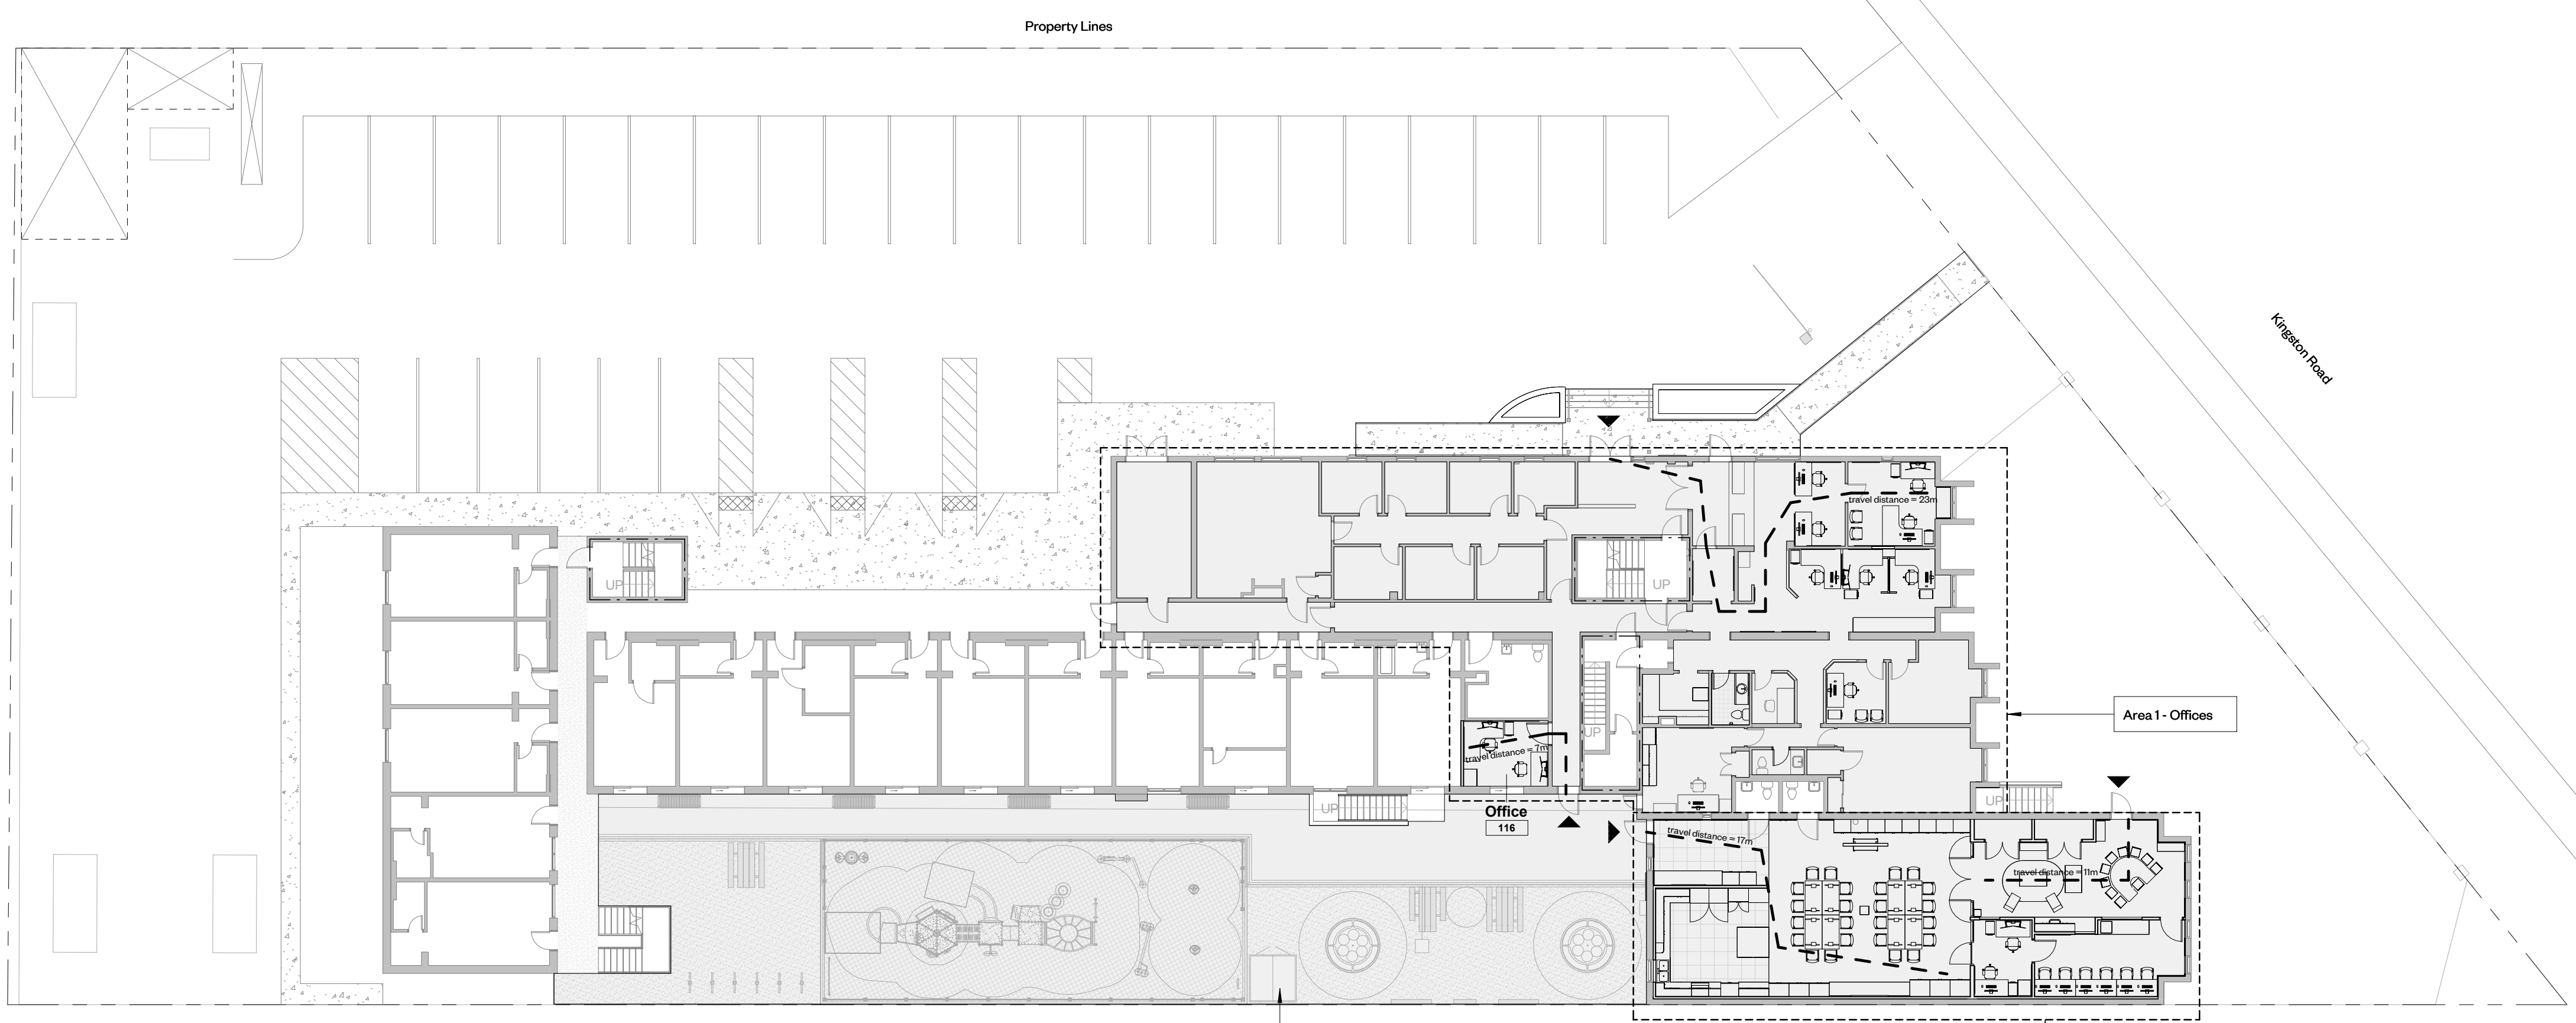 Property Lines
Kingston Road
travel distance = 23m
UP
UP
Area 1 - Offices
UP
travel distance = 7m
UP
UP
Office
116
travel distance = 17m
travel distance = 11m